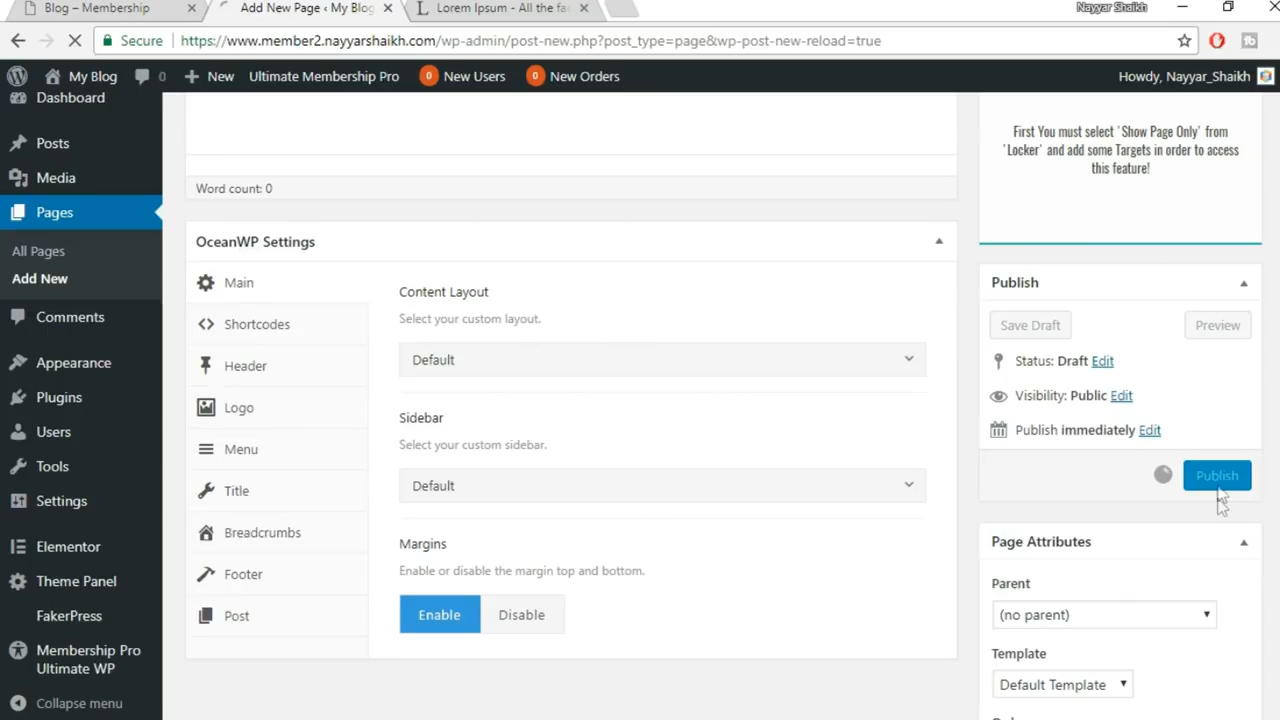 Blog – Membership
Add New Page ‹ My Blog
Lorem Ipsum - All the fa
Nayyar Shaikh
Secure
https://www.member2.nayyarshaikh.com/wp-admin/post-new.php?post_type=page&wp-post-new-reload=true
My Blog
0
New
Ultimate Membership Pro
0
New Users
0
New Orders
Howdy, Nayyar_Shaikh
Dashboard
Posts
Media
Pages
All Pages
Add New
Comments
Appearance
Plugins
Users
Tools
Settings
Elementor
Theme Panel
FakerPress
Membership Pro
Ultimate WP
Collapse menu
Word count: 0
OceanWP Settings
Main
Shortcodes
Header
Logo
Menu
Title
Breadcrumbs
Footer
Post
Content Layout
Select your custom layout.
Default
Sidebar
Select your custom sidebar.
Default
Margins
Enable or disable the margin top and bottom.
Enable
Disable
First You must select 'Show Page Only' from
'Locker' and add some Targets in order to access
this feature!
Publish
Save Draft
Preview
Status: Draft Edit
Visibility: Public Edit
Publish immediately Edit
Publish
Page Attributes
Parent
(no parent)
Template
Default Template